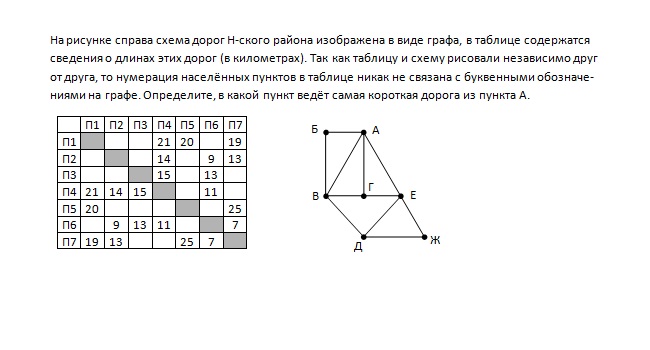 На рисунке справа схема дорог Н-ского района изображена в виде графа, в таблице содержатся
сведения о длинах этих дорог (в километрах). Так как таблицу и схему рисовали независимо друг
от друга, то нумерация населённых пунктов в таблице никак не связана с буквенными обозначе-
ниями на графе. Определите, в какой пункт ведёт самая короткая дорога из пункта А.
П1 П2 П3 П4 П5 П6 П7
П1 21 20 19
П2 14 9 13
П3 15 13
П4 21 14 15 11
П5 20 25
П6 9 13 11 7
П7 19 13 25 7
Б А
В Г Е
Д Ж